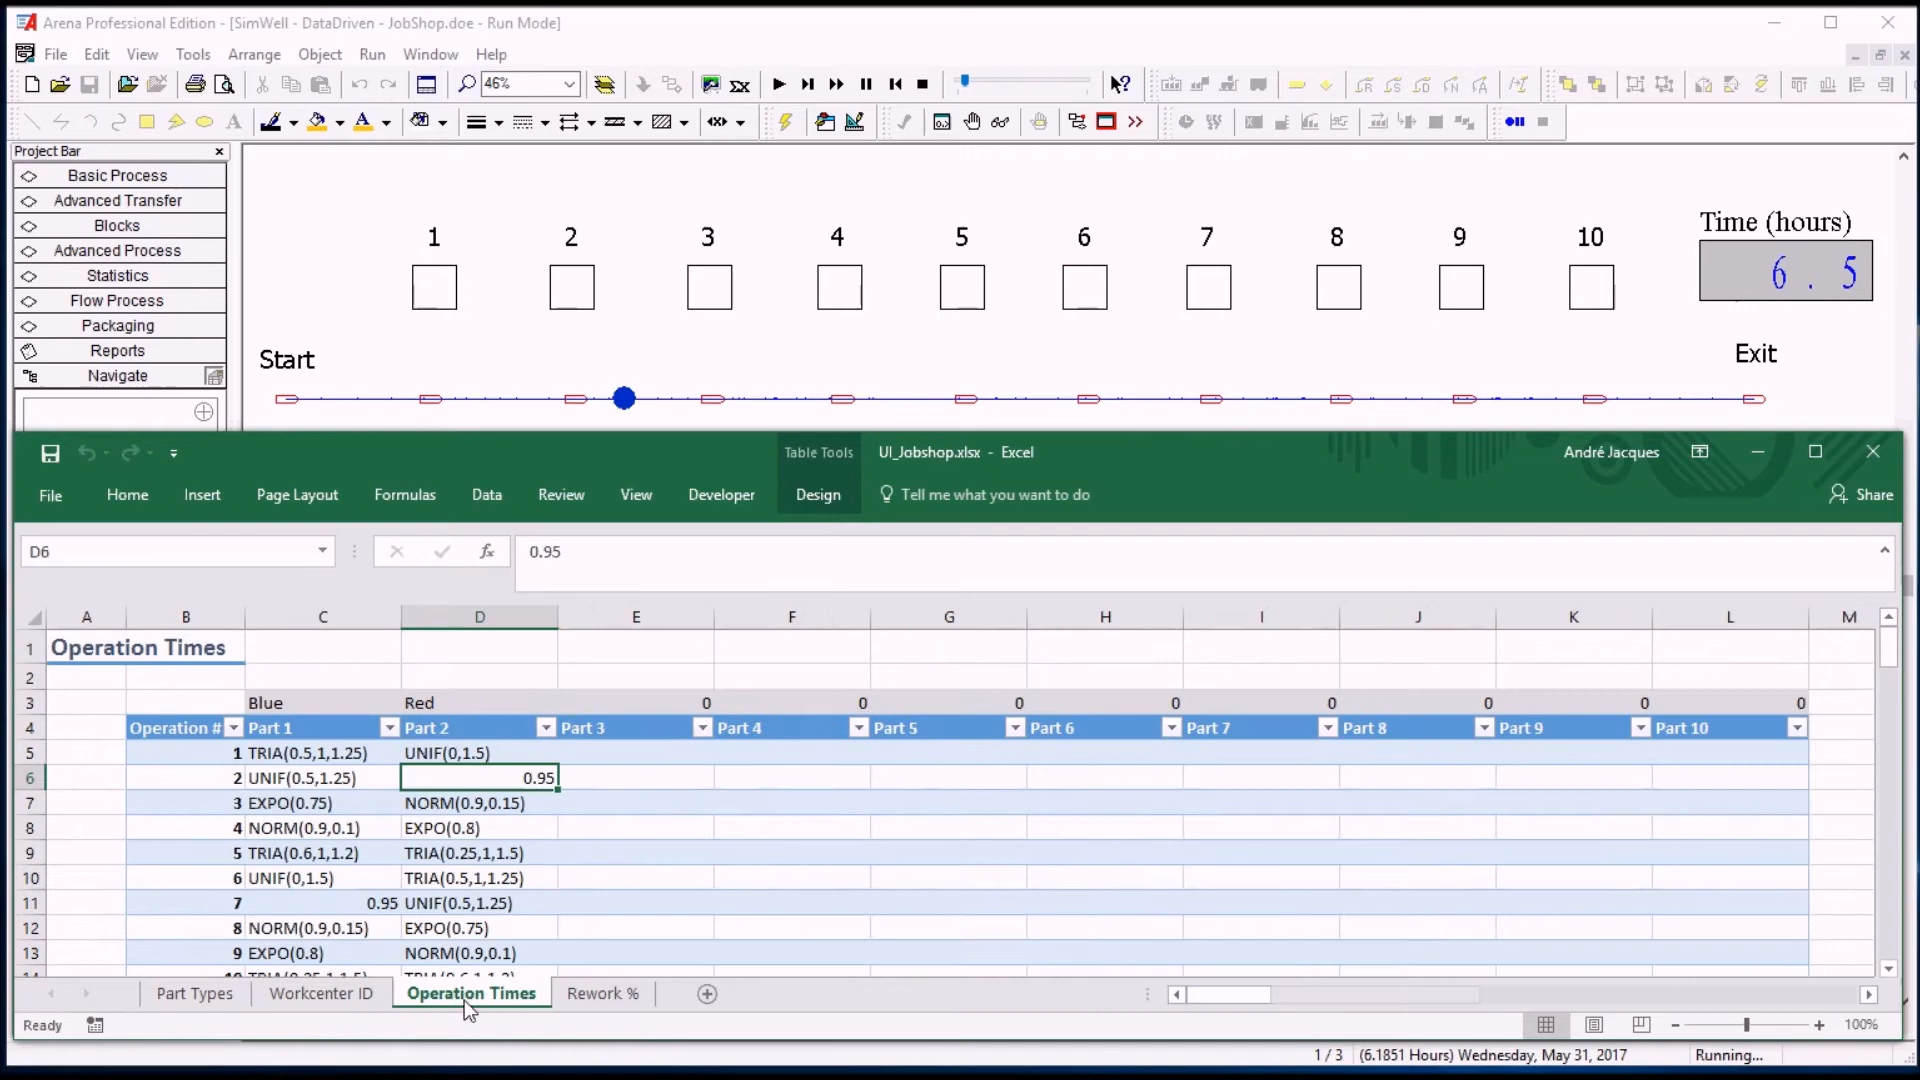 Arena Professional Edition - [SimWell - DataDriven - JobShop.doe - Run Mode]
File Edit View Tools Arrange Object Run Window Help
46%
Project Bar
Basic Process
Advanced Transfer
Blocks
Advanced Process
Statistics
Flow Process
Packaging
Reports
Navigate
1 2 3 4 5 6 7 8 9 10
Time (hours)
6 . 5
Start
Exit
Table Tools UI_Jobshop.xlsx - Excel André Jacques
File Home Insert Page Layout Formulas Data Review View Developer Design Tell me what you want to do Share
D6 fx 0.95
A B C D E F G H I J K L M
1 Operation Times
2
3 Blue Red 0 0 0 0 0 0 0 0
4 Operation # Part 1 Part 2 Part 3 Part 4 Part 5 Part 6 Part 7 Part 8 Part 9 Part 10
5 1 TRIA(0.5,1,1.25) UNIF(0,1.5)
6 2 UNIF(0.5,1.25) 0.95
7 3 EXPO(0.75) NORM(0.9,0.15)
8 4 NORM(0.9,0.1) EXPO(0.8)
9 5 TRIA(0.6,1,1.2) TRIA(0.25,1,1.5)
10 6 UNIF(0,1.5) TRIA(0.5,1,1.25)
11 7 0.95 UNIF(0.5,1.25)
12 8 NORM(0.9,0.15) EXPO(0.75)
13 9 EXPO(0.8) NORM(0.9,0.1)
Part Types Workcenter ID Operation Times Rework %
Ready 100%
1 / 3 (6.1851 Hours) Wednesday, May 31, 2017 Running...